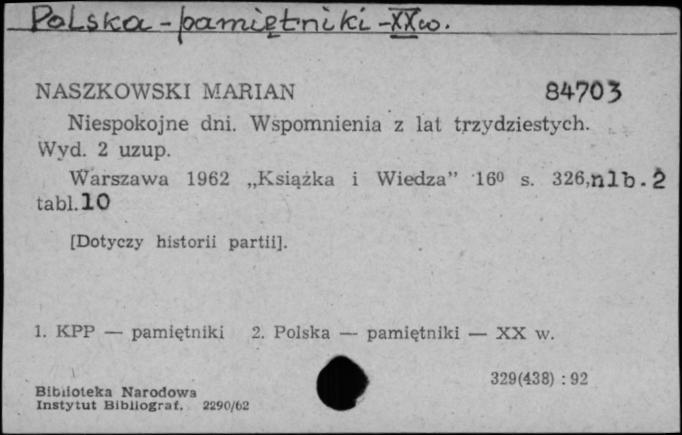 Polska - pamiętniki - XX w.
NASZKOWSKI MARIAN 84703
Niespokojne dni. Wspomnienia z lat trzydziestych.
Wyd. 2 uzup.
Warszawa 1962 „Książka i Wiedza” 16⁰ s. 326, nlb. 2
tabl. 10
[Dotyczy historii partii].
1. KPP — pamiętniki 2. Polska — pamiętniki — XX w.
329(438) : 92
Biblioteka Narodowa
Instytut Bibliograf. 2290/62